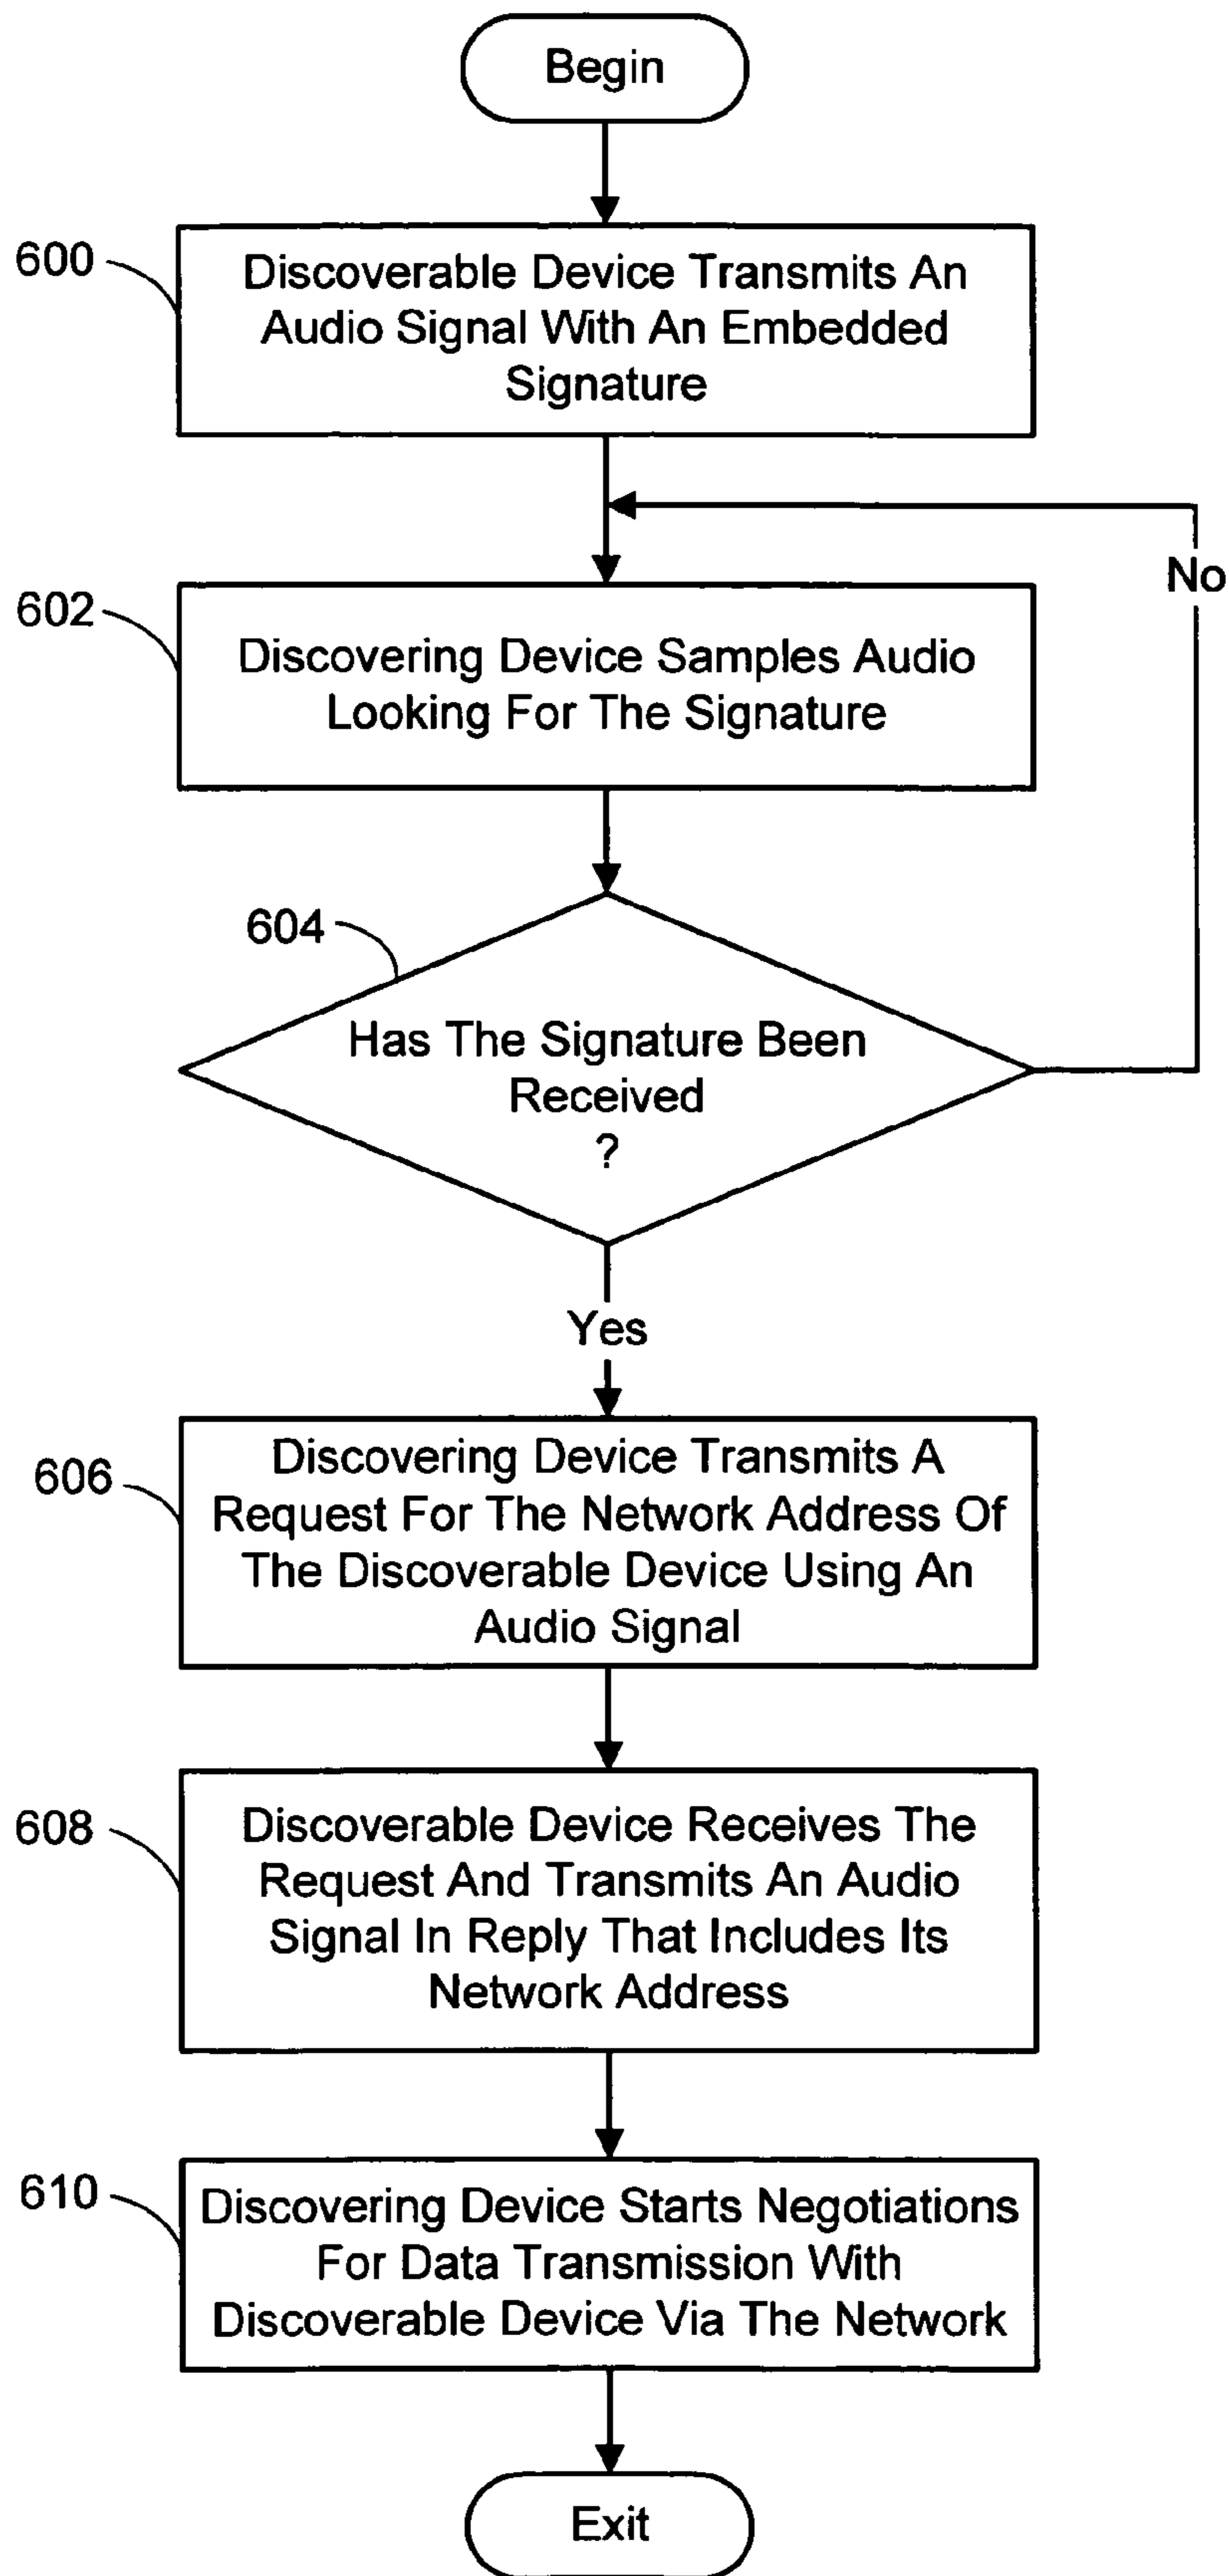 Begin
600
Discoverable Device Transmits An
Audio Signal With An Embedded
Signature
No
602
Discovering Device Samples Audio
Looking For The Signature
604
Has The Signature Been
Received
?
Yes
606
Discovering Device Transmits A
Request For The Network Address Of
The Discoverable Device Using An
Audio Signal
608
Discoverable Device Receives The
Request And Transmits An Audio
Signal In Reply That Includes Its
Network Address
610
Discovering Device Starts Negotiations
For Data Transmission With
Discoverable Device Via The Network
Exit